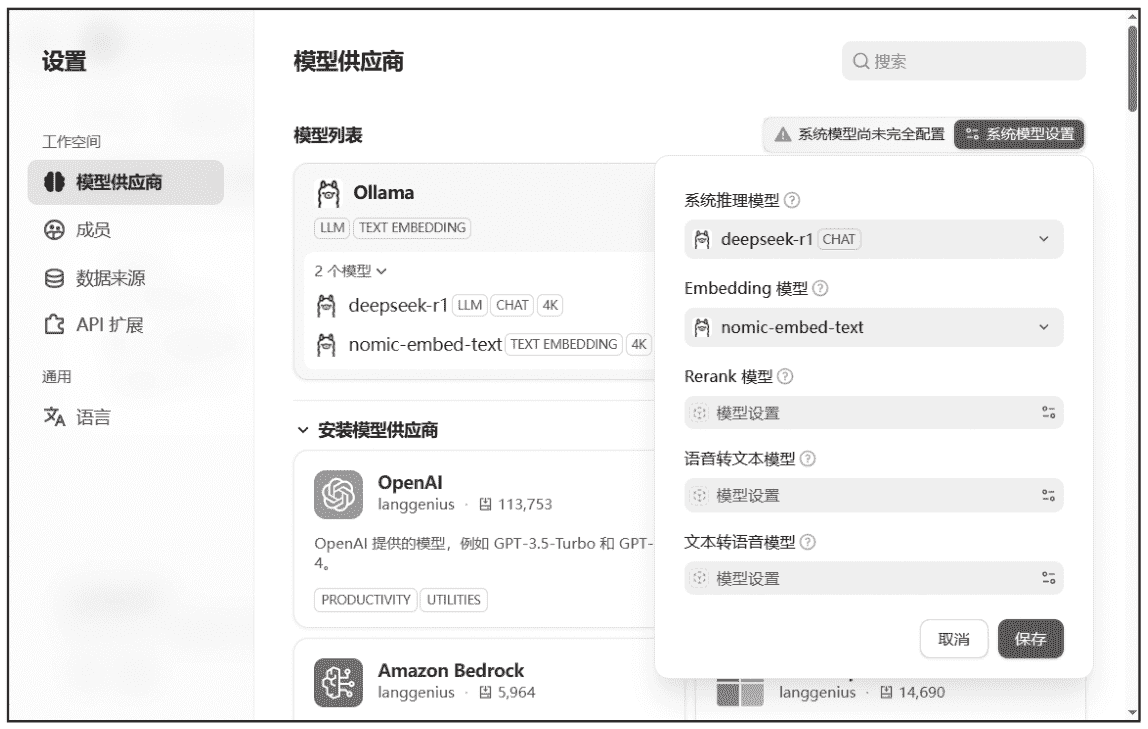 设置
工作空间
模型供应商
成员
数据来源
API 扩展
通用
语言
模型供应商
搜索
模型列表
系统模型尚未完全配置
系统模型设置
Ollama
LLM TEXT EMBEDDING
2 个模型
deepseek-r1 LLM CHAT 4K
nomic-embed-text TEXT EMBEDDING 4K
安装模型供应商
OpenAI
langgenius · 113,753
OpenAI 提供的模型，例如 GPT-3.5-Turbo 和 GPT-
4。
PRODUCTIVITY UTILITIES
Amazon Bedrock
langgenius · 5,964
langgenius · 14,690
系统推理模型
deepseek-r1 CHAT
Embedding 模型
nomic-embed-text
Rerank 模型
模型设置
语音转文本模型
模型设置
文本转语音模型
模型设置
取消 保存